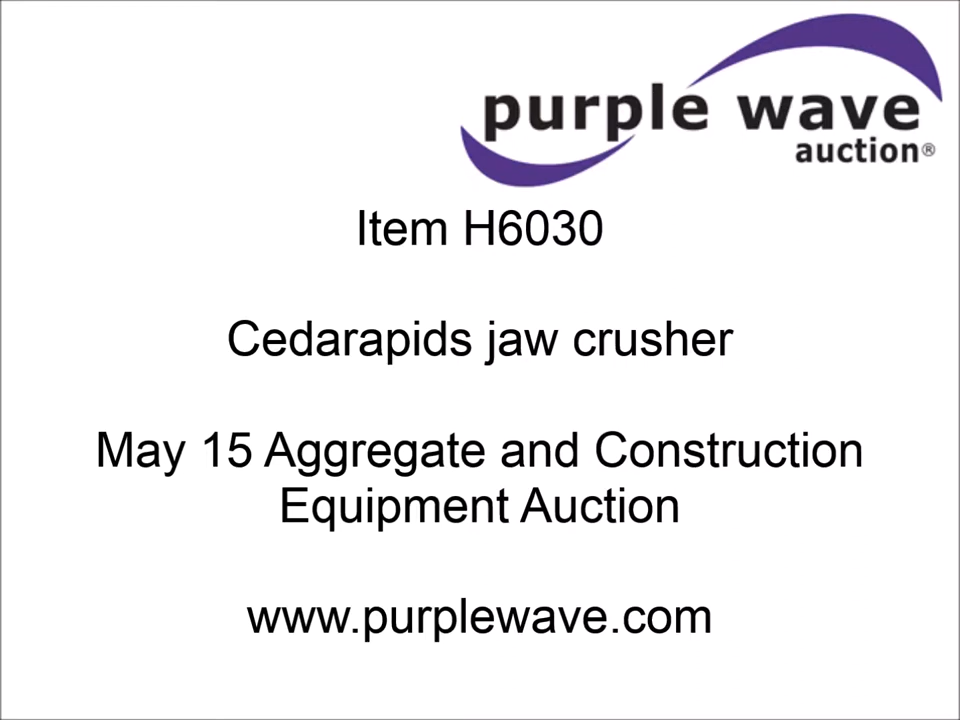 purple wave
auction®
Item H6030
Cedarapids jaw crusher
May 15 Aggregate and Construction
Equipment Auction
www.purplewave.com